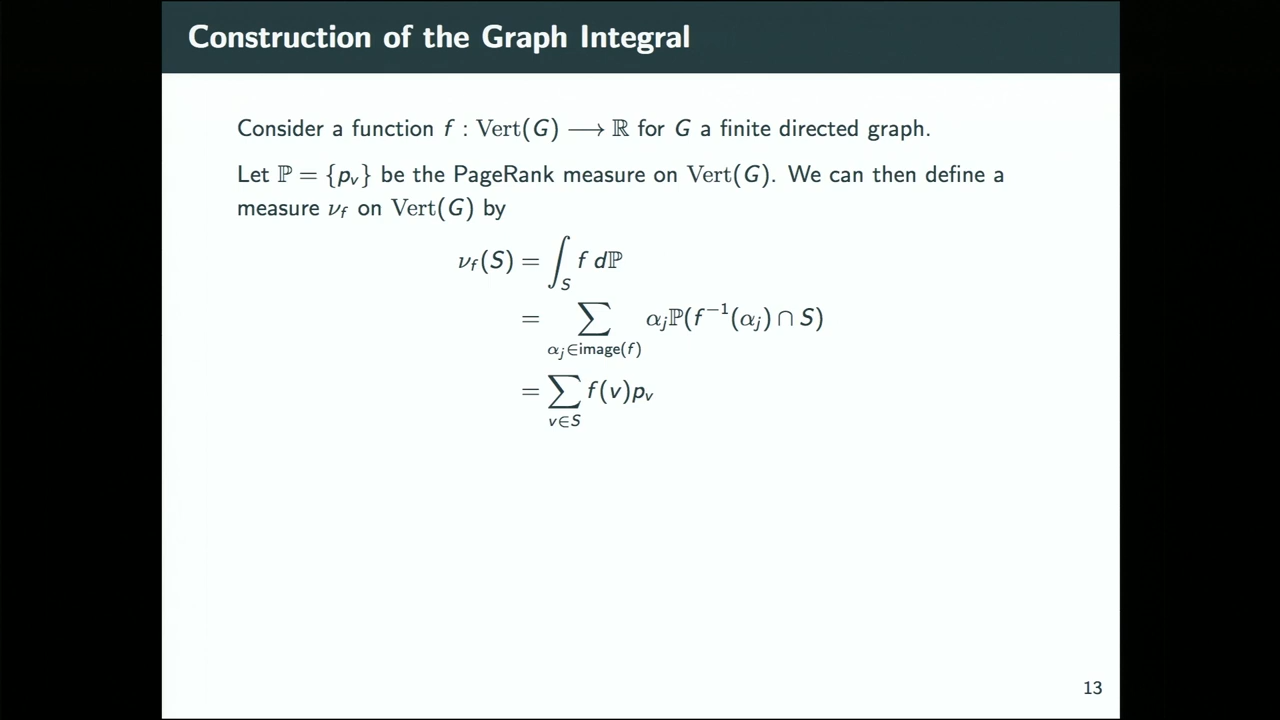 Construction of the Graph Integral
Consider a function f : Vert(G) ⟶ ℝ for G a finite directed graph.
Let ℙ = {p_v} be the PageRank measure on Vert(G). We can then define a
measure ν_f on Vert(G) by
ν_f(S) = ∫_S f dℙ
= ∑_{α_j∈image(f)} α_jℙ(f⁻¹(α_j) ∩ S)
= ∑_{v∈S} f(v)p_v
13